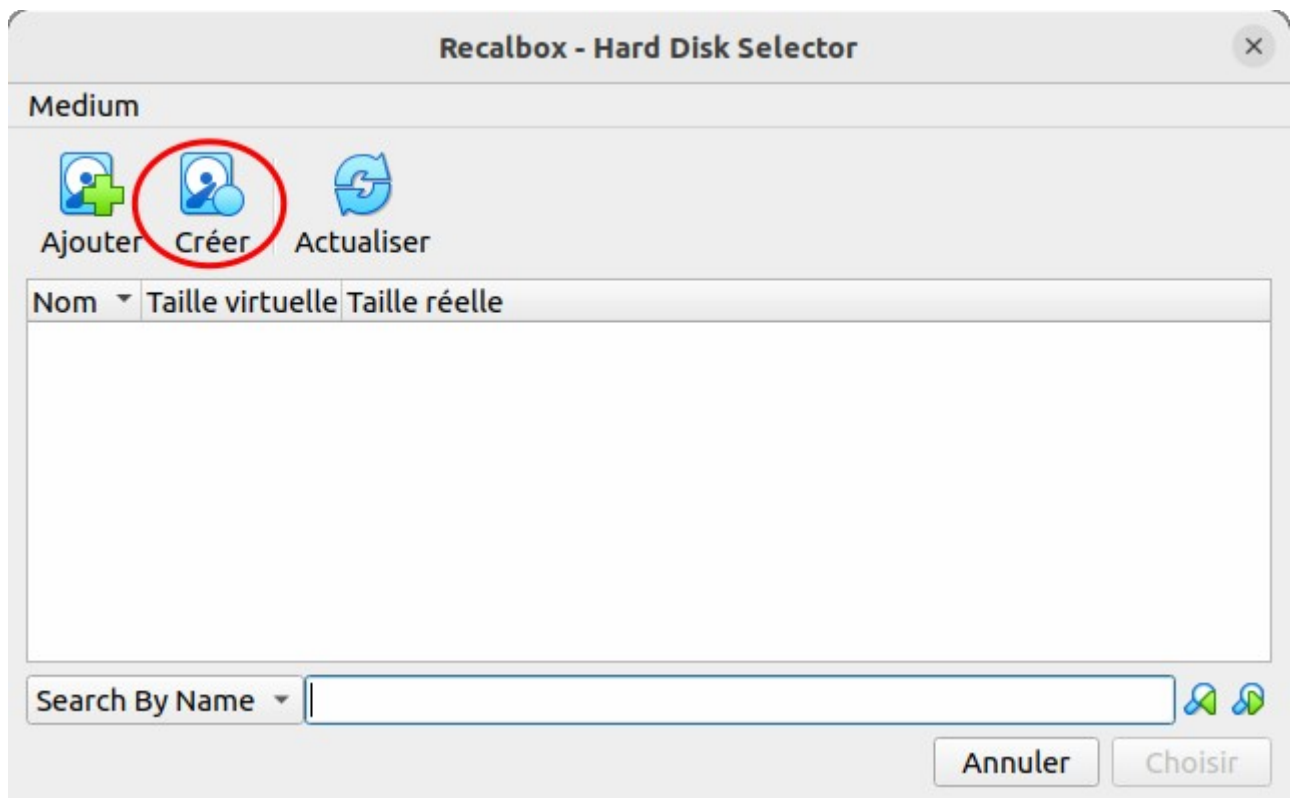 Recalbox - Hard Disk Selector
Medium
Ajouter Créer Actualiser
Nom Taille virtuelle Taille réelle
Search By Name
Annuler Choisir